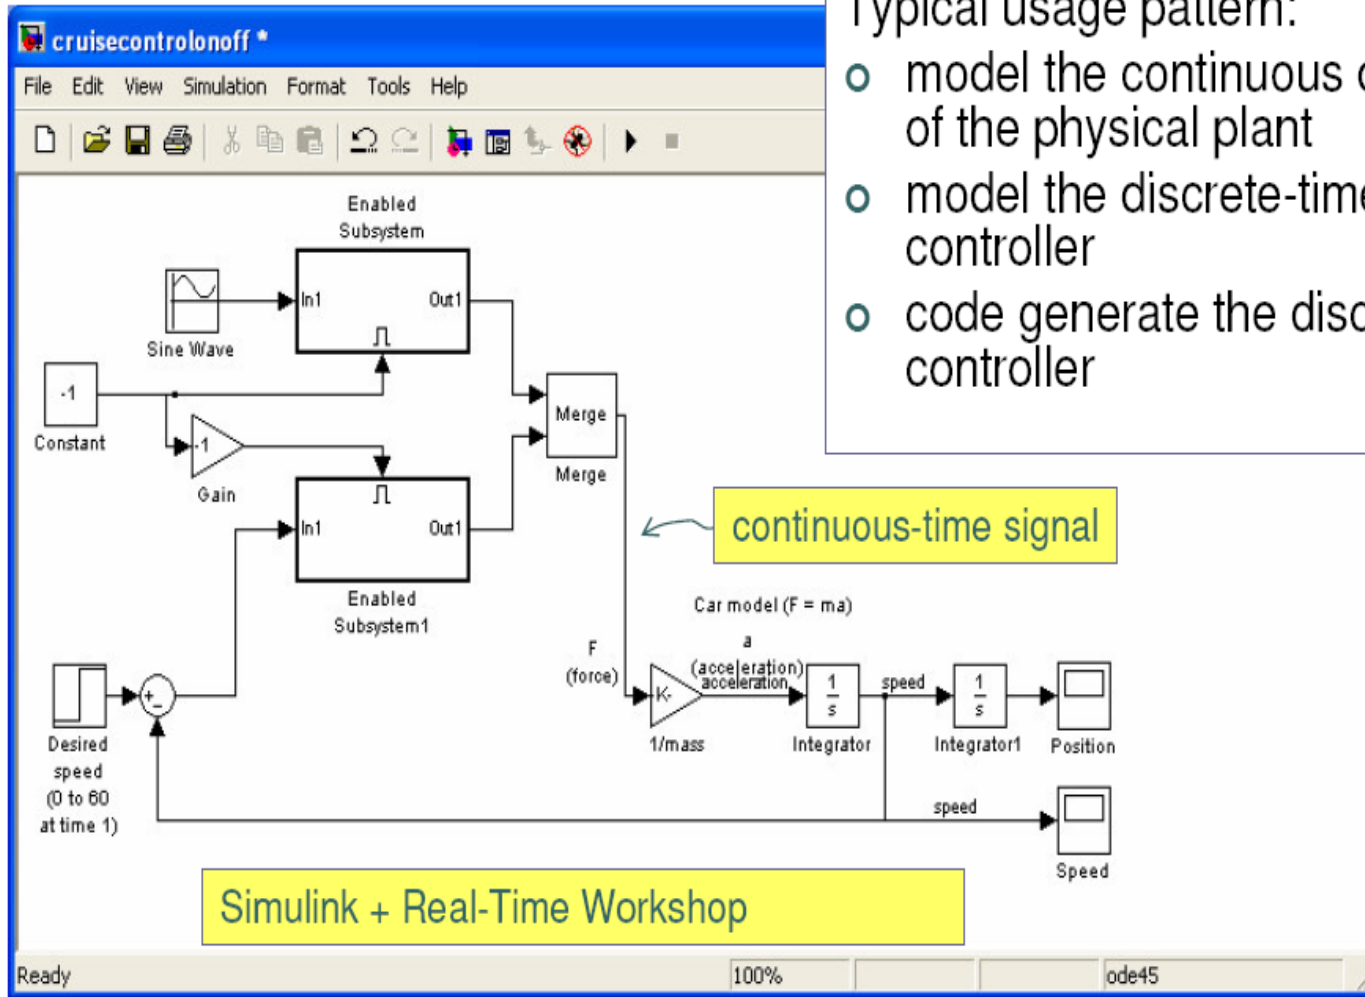 cruisecontrolonoff *
File Edit View Simulation Format Tools Help
Typical usage pattern:
model the continuous
of the physical plant
model the discrete-time
controller
code generate the
controller
Enabled
Subsystem
In1 Out1
Sine Wave
-1
Constant
-1
Gain
Merge
Merge
In1 Out1
Enabled
Subsystem1
continuous-time signal
Car model (F = ma)
F
(force)
a
(acceleration)
acceleration
K-
1/mass
1
s
Integrator
speed
1
s
Integrator1
Position
+
-
Desired
speed
(0 to 60
at time 1)
speed
Speed
Simulink + Real-Time Workshop
Ready 100% ode45